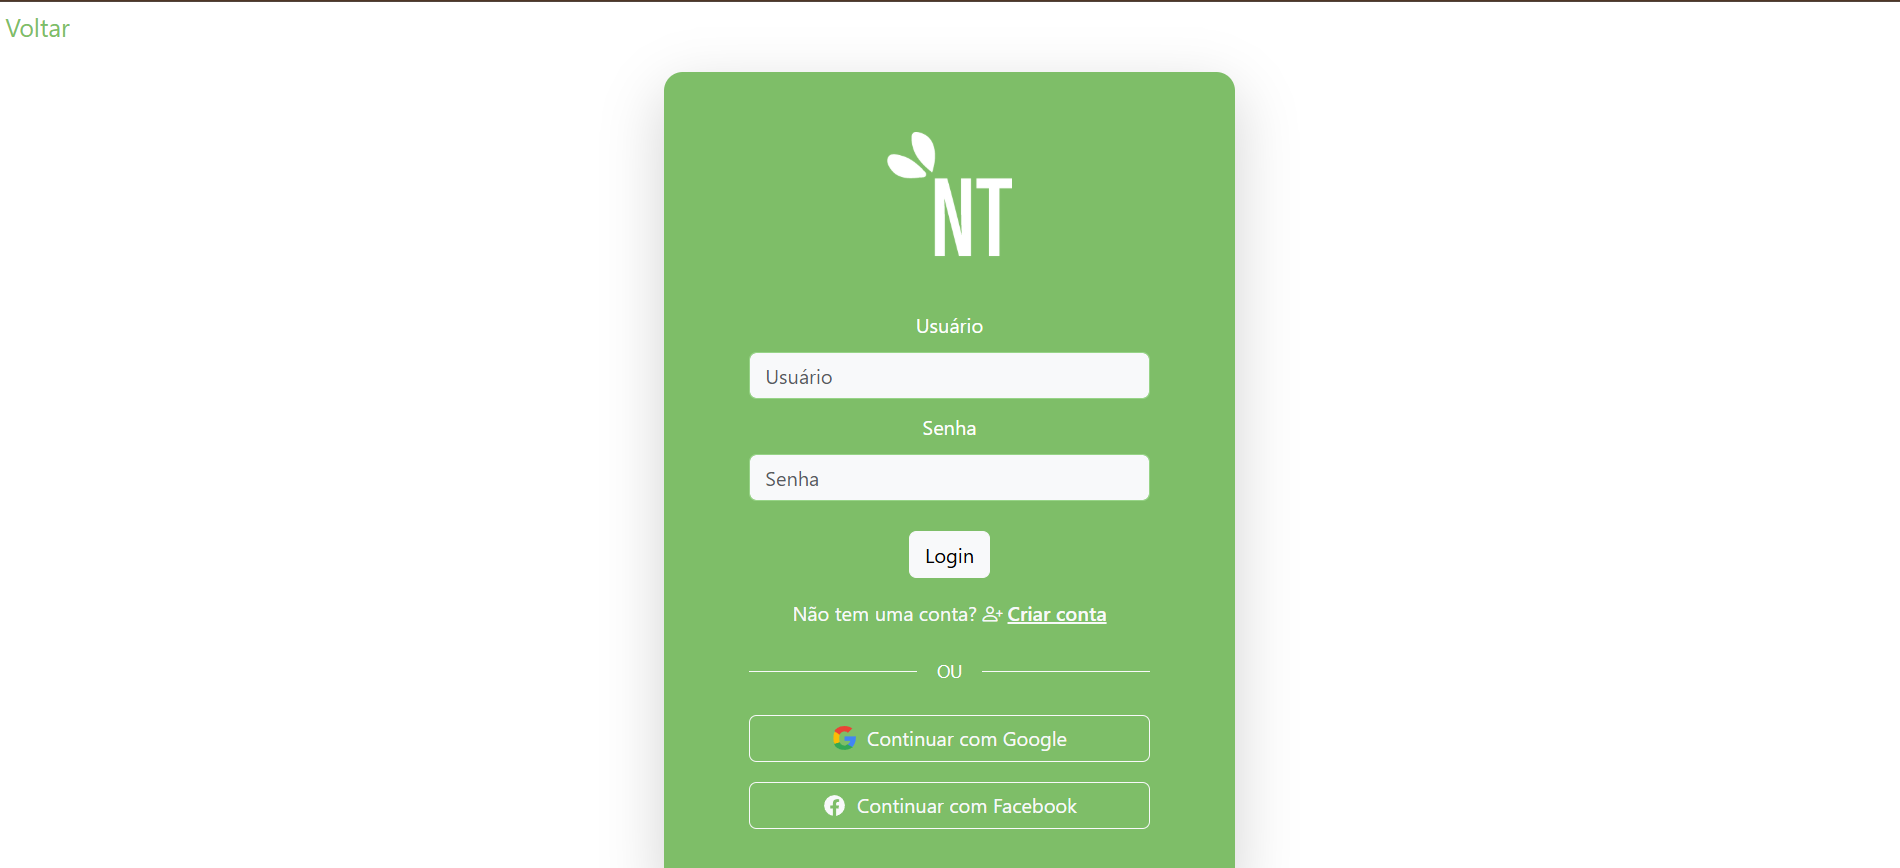 Voltar
NT
Usuário
Usuário
Senha
Senha
Login
Não tem uma conta? Criar conta
OU
Continuar com Google
Continuar com Facebook